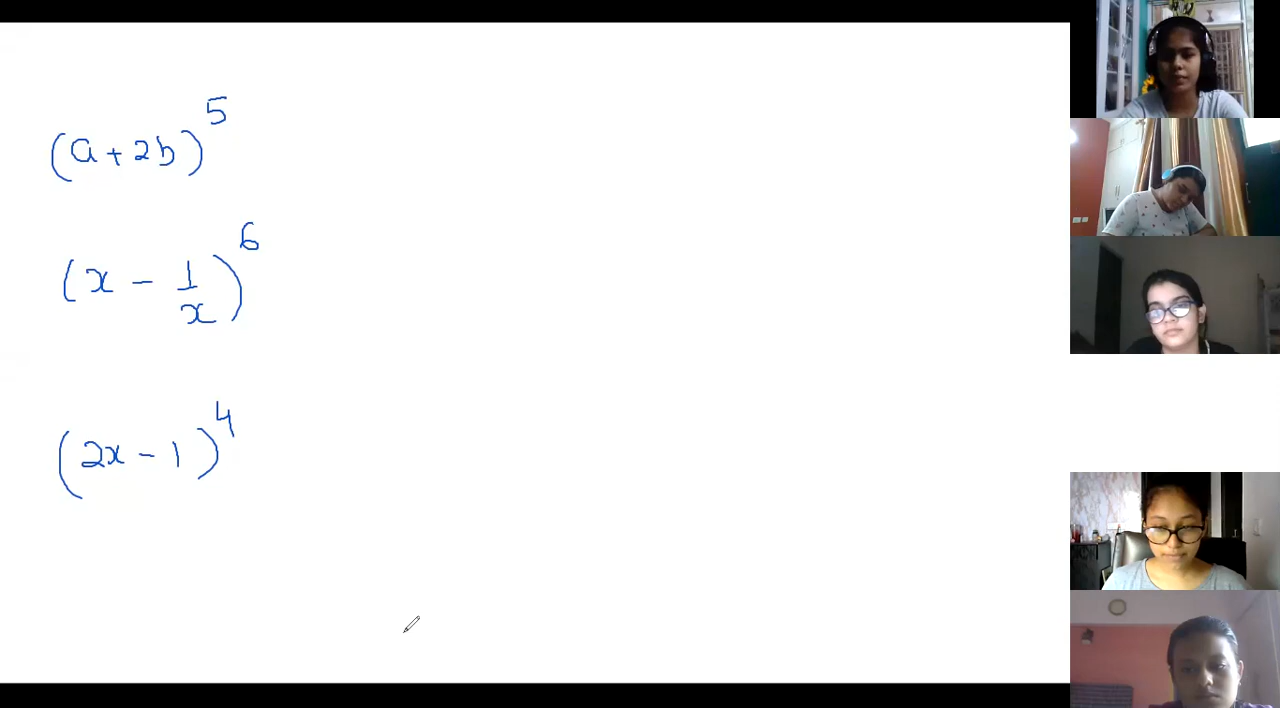 (a+2b)^5
(x - 1/x)^6
(2x - 1)^4